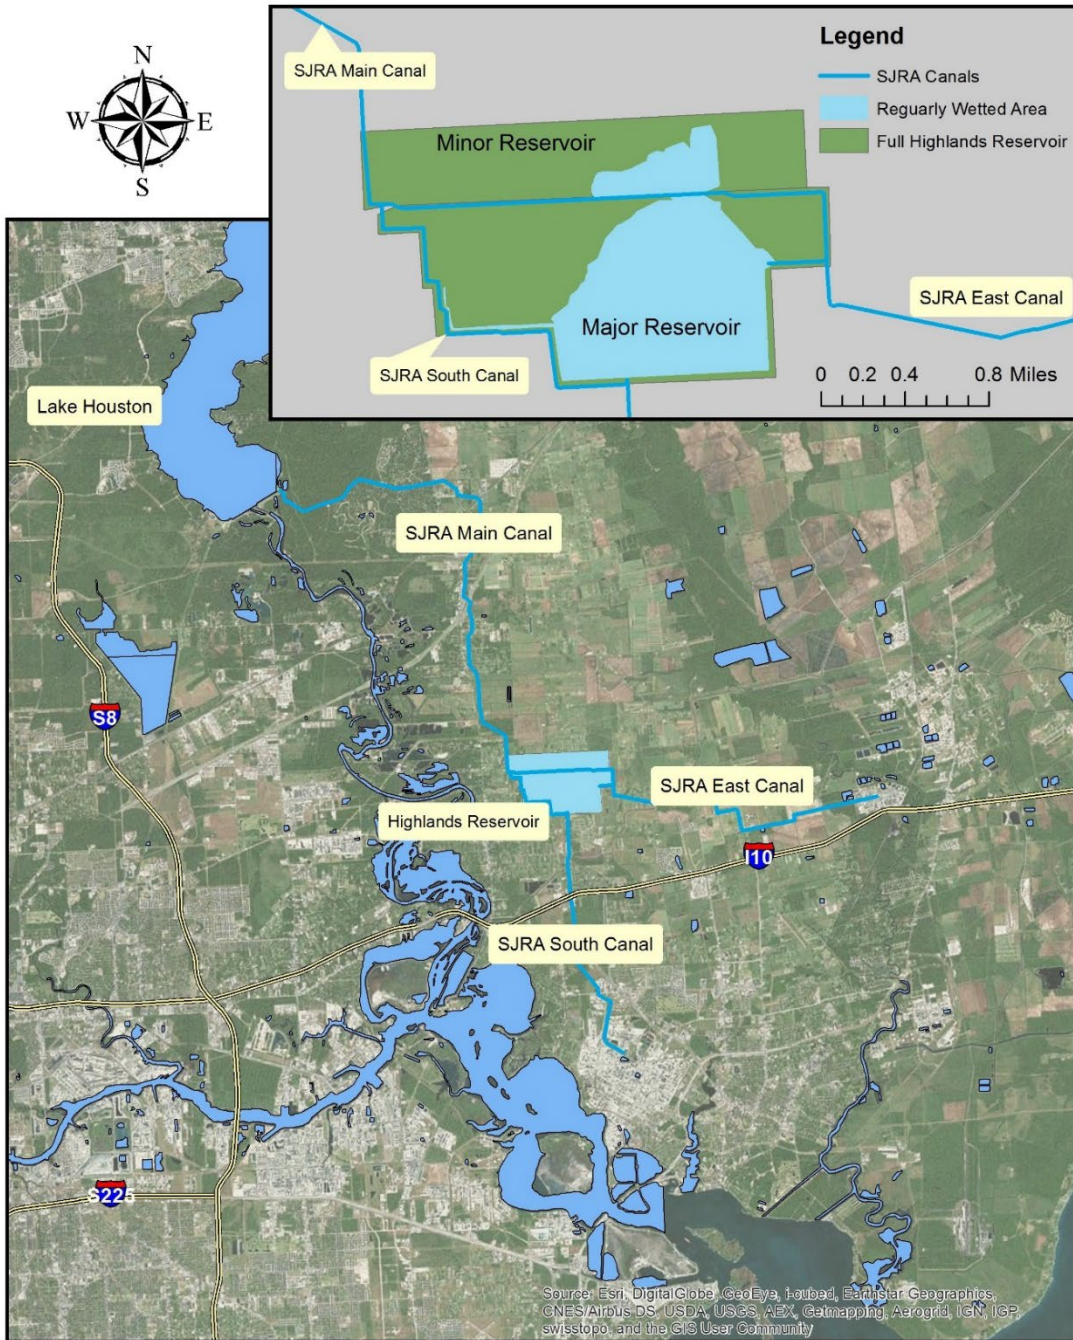 N
W E
S
SJRA Main Canal
Minor Reservoir
Major Reservoir
SJRA South Canal
SJRA East Canal
Legend
SJRA Canals
Reguarly Wetted Area
Full Highlands Reservoir
0 0.2 0.4 0.8 Miles
Lake Houston
SJRA Main Canal
S8
SJRA East Canal
Highlands Reservoir
I10
SJRA South Canal
S225
Source: Esri, DigitalGlobe, GeoEye, i-cubed, Earthstar Geographics,
CNES/Airbus DS, USDA, USGS, AEX, Getmapping, Aerogrid, IGN, IGP,
swisstopo, and the GIS User Community